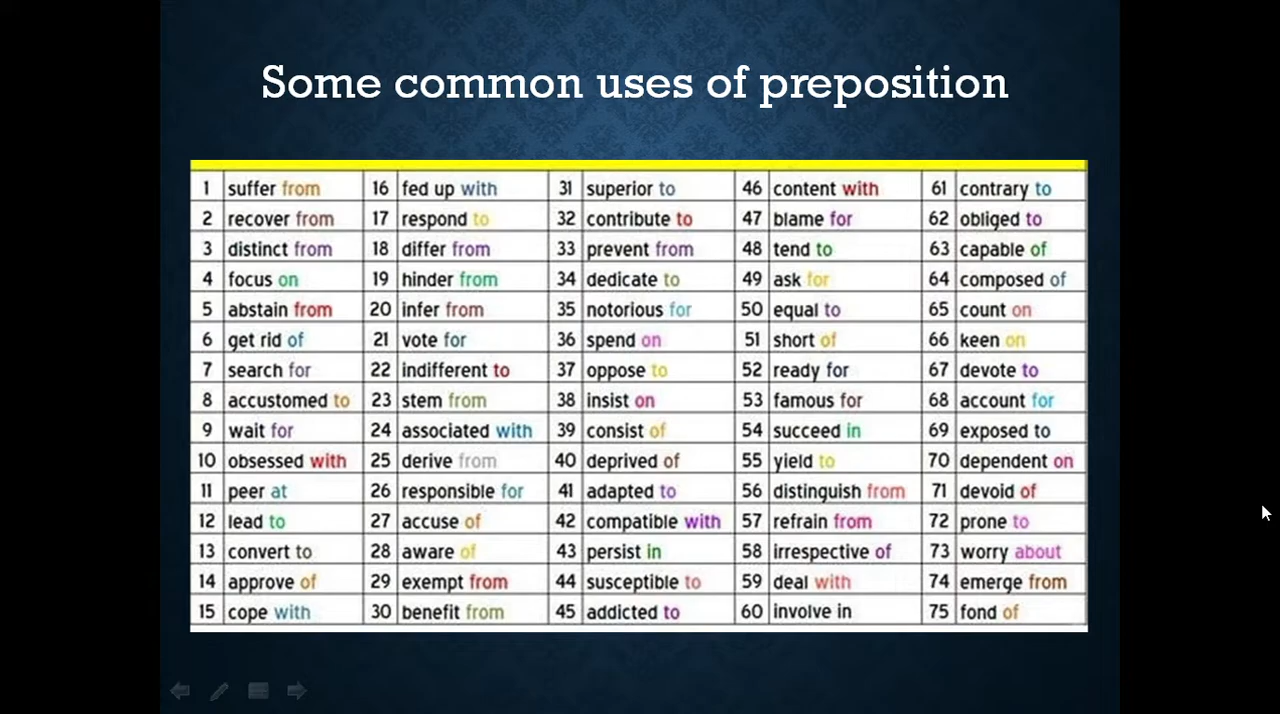 Some common uses of preposition
1 suffer from 16 fed up with 31 superior to 46 content with 61 contrary to
2 recover from 17 respond to 32 contribute to 47 blame for 62 obliged to
3 distinct from 18 differ from 33 prevent from 48 tend to 63 capable of
4 focus on 19 hinder from 34 dedicate to 49 ask for 64 composed of
5 abstain from 20 infer from 35 notorious for 50 equal to 65 count on
6 get rid of 21 vote for 36 spend on 51 short of 66 keen on
7 search for 22 indifferent to 37 oppose to 52 ready for 67 devote to
8 accustomed to 23 stem from 38 insist on 53 famous for 68 account for
9 wait for 24 associated with 39 consist of 54 succeed in 69 exposed to
10 obsessed with 25 derive from 40 deprived of 55 yield to 70 dependent on
11 peer at 26 responsible for 41 adapted to 56 distinguish from 71 devoid of
12 lead to 27 accuse of 42 compatible with 57 refrain from 72 prone to
13 convert to 28 aware of 43 persist in 58 irrespective of 73 worry about
14 approve of 29 exempt from 44 susceptible to 59 deal with 74 emerge from
15 cope with 30 benefit from 45 addicted to 60 involve in 75 fond of